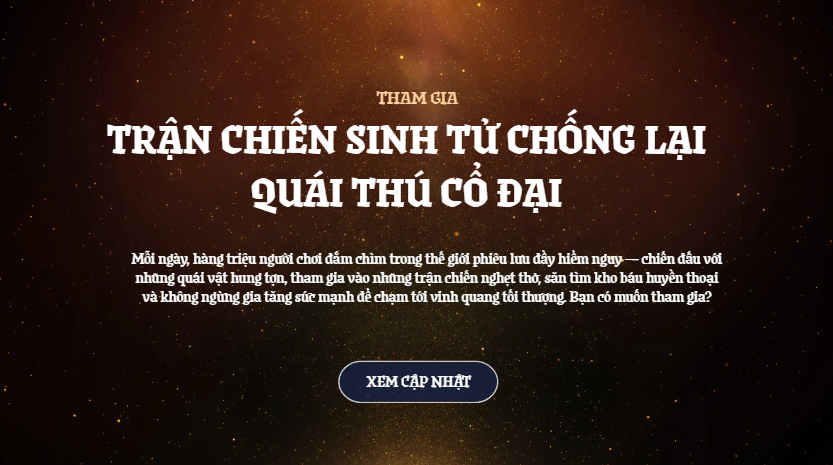 THAM GIA
TRẬN CHIẾN SINH TỬ CHỐNG LẠI
QUÁI THÚ CỔ ĐẠI
Mỗi ngày, hàng triệu người chơi đắm chìm trong thế giới phiêu lưu đầy hiểm nguy — chiến đấu với
những quái vật hung tợn, tham gia vào những trận chiến nghẹt thở, săn tìm kho báu huyền thoại
và không ngừng gia tăng sức mạnh để chạm tới vinh quang tối thượng. Bạn có muốn tham gia?
XEM CẬP NHẬT